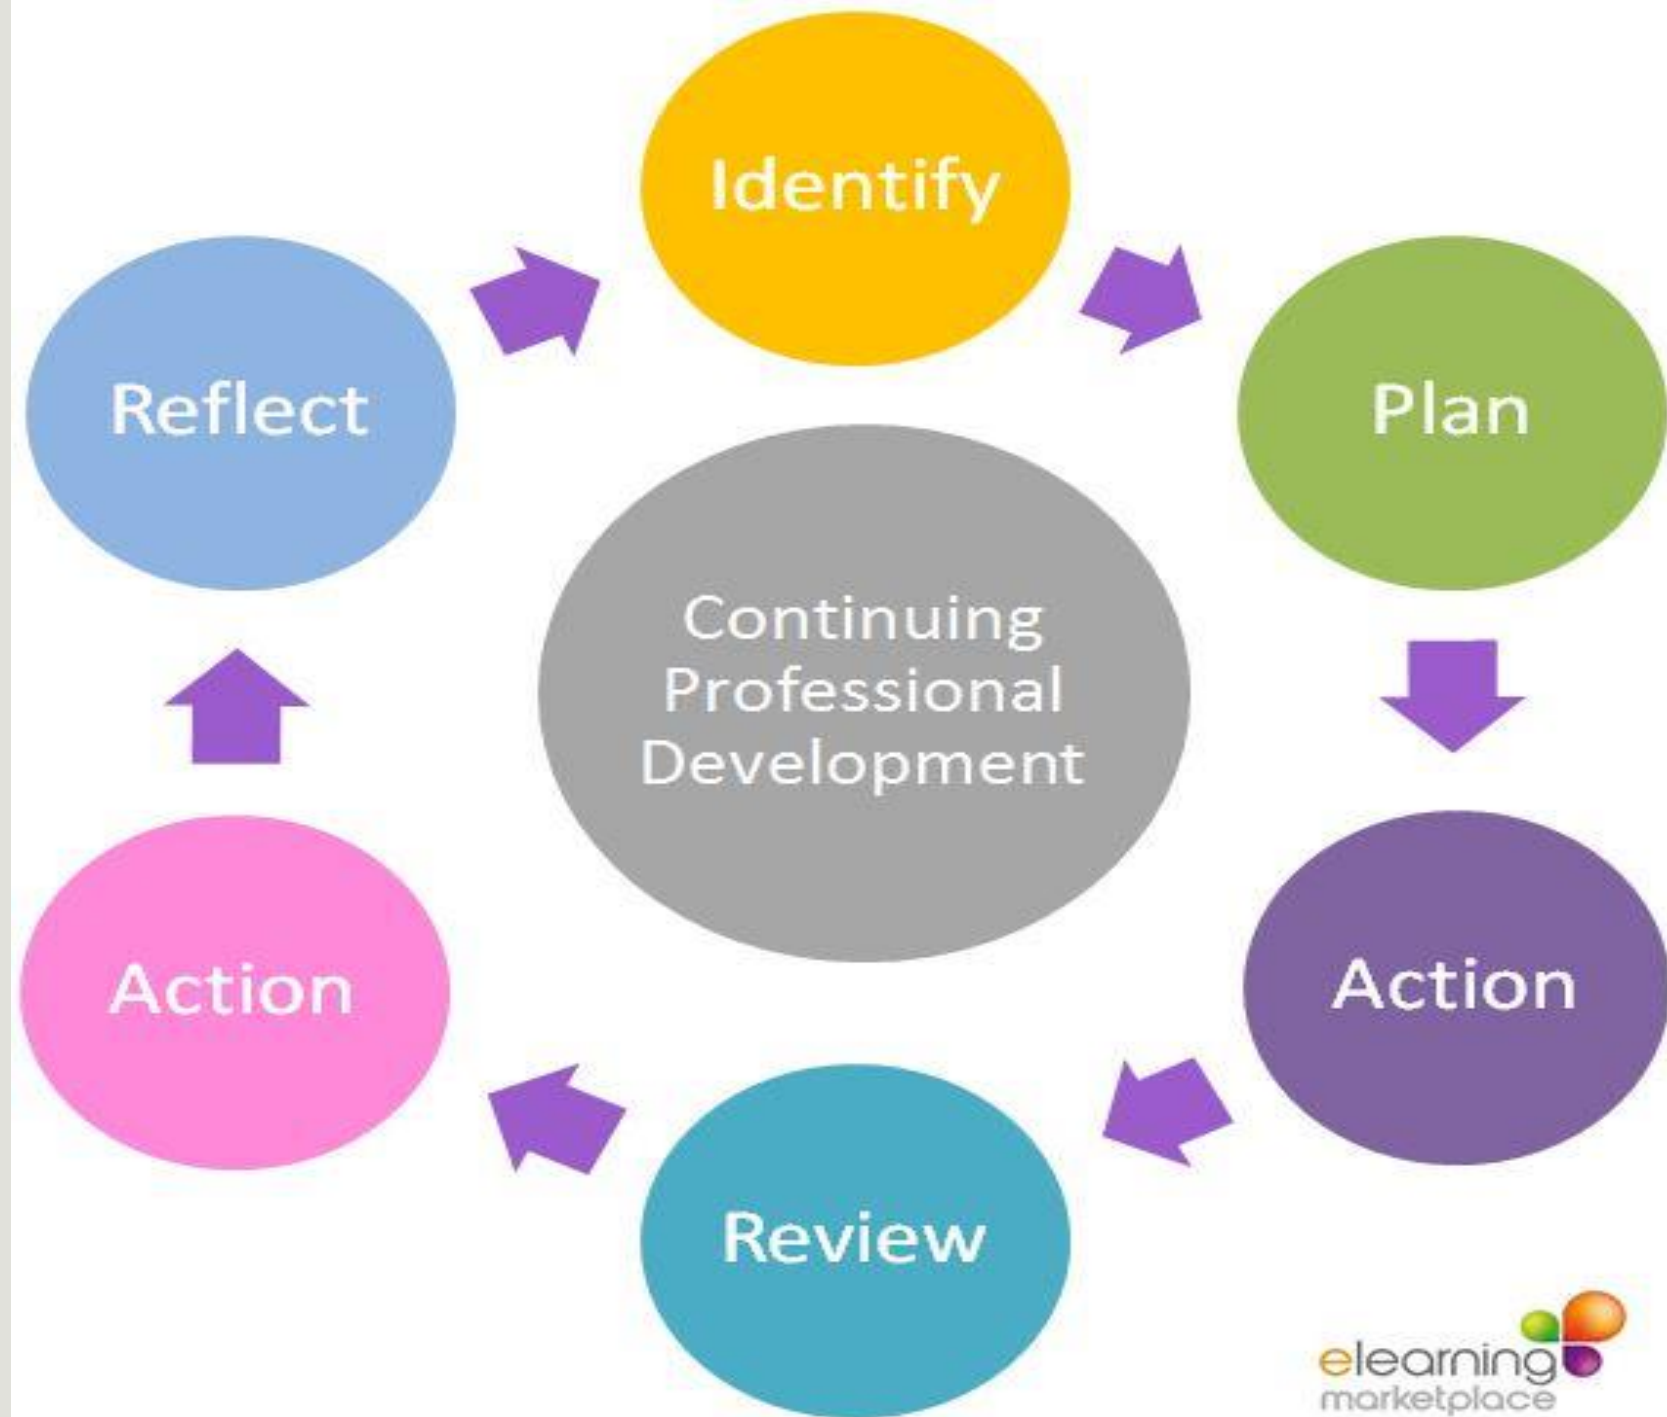 Identify
Reflect
Plan
Continuing
Professional
Development
Action
Action
Review
elearning
marketplace